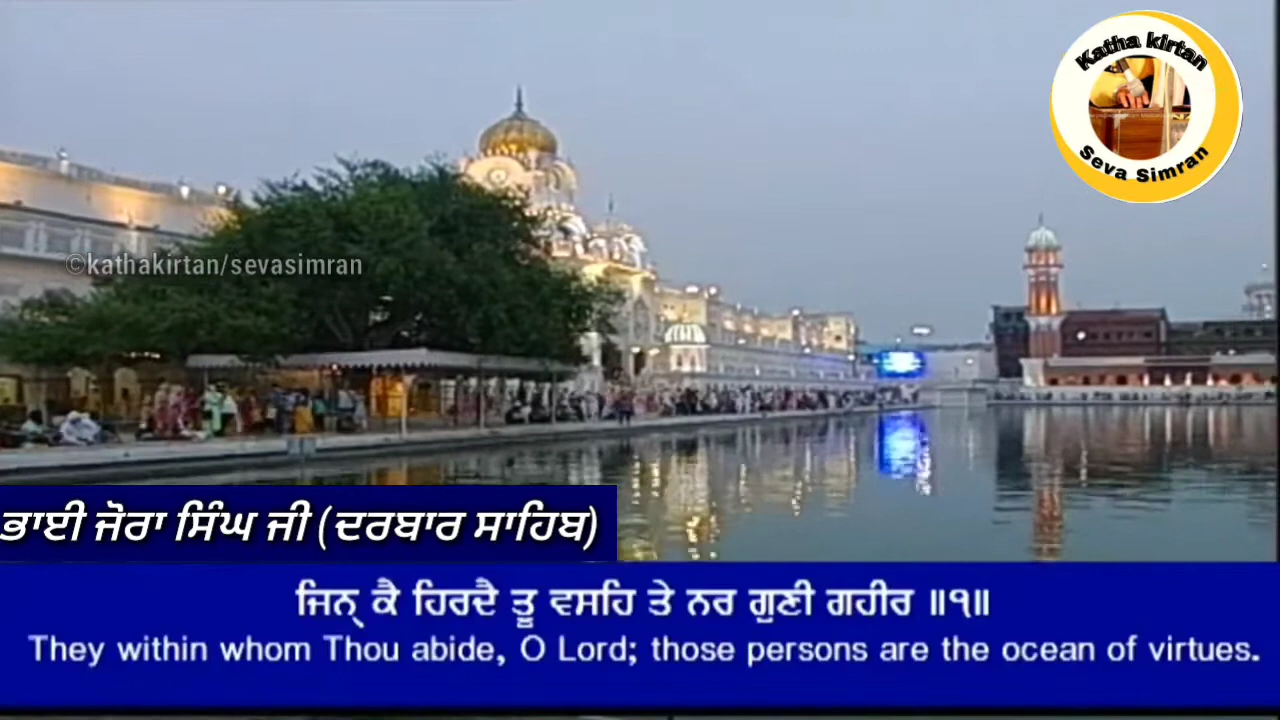 Katha kirtan
Seva Simran
©kathakirtan/sevasimran
ਭਾਈ ਜੋਰਾ ਸਿੰਘ ਜੀ (ਦਰਬਾਰ ਸਾਹਿਬ)
ਜਿਨ੍ ਕੈ ਹਿਰਦੈ ਤੂ ਵਸਹਿ ਤੇ ਨਰ ਗੁਣੀ ਗਹੀਰ ॥੧॥
They within whom Thou abide, O Lord; those persons are the ocean of virtues.